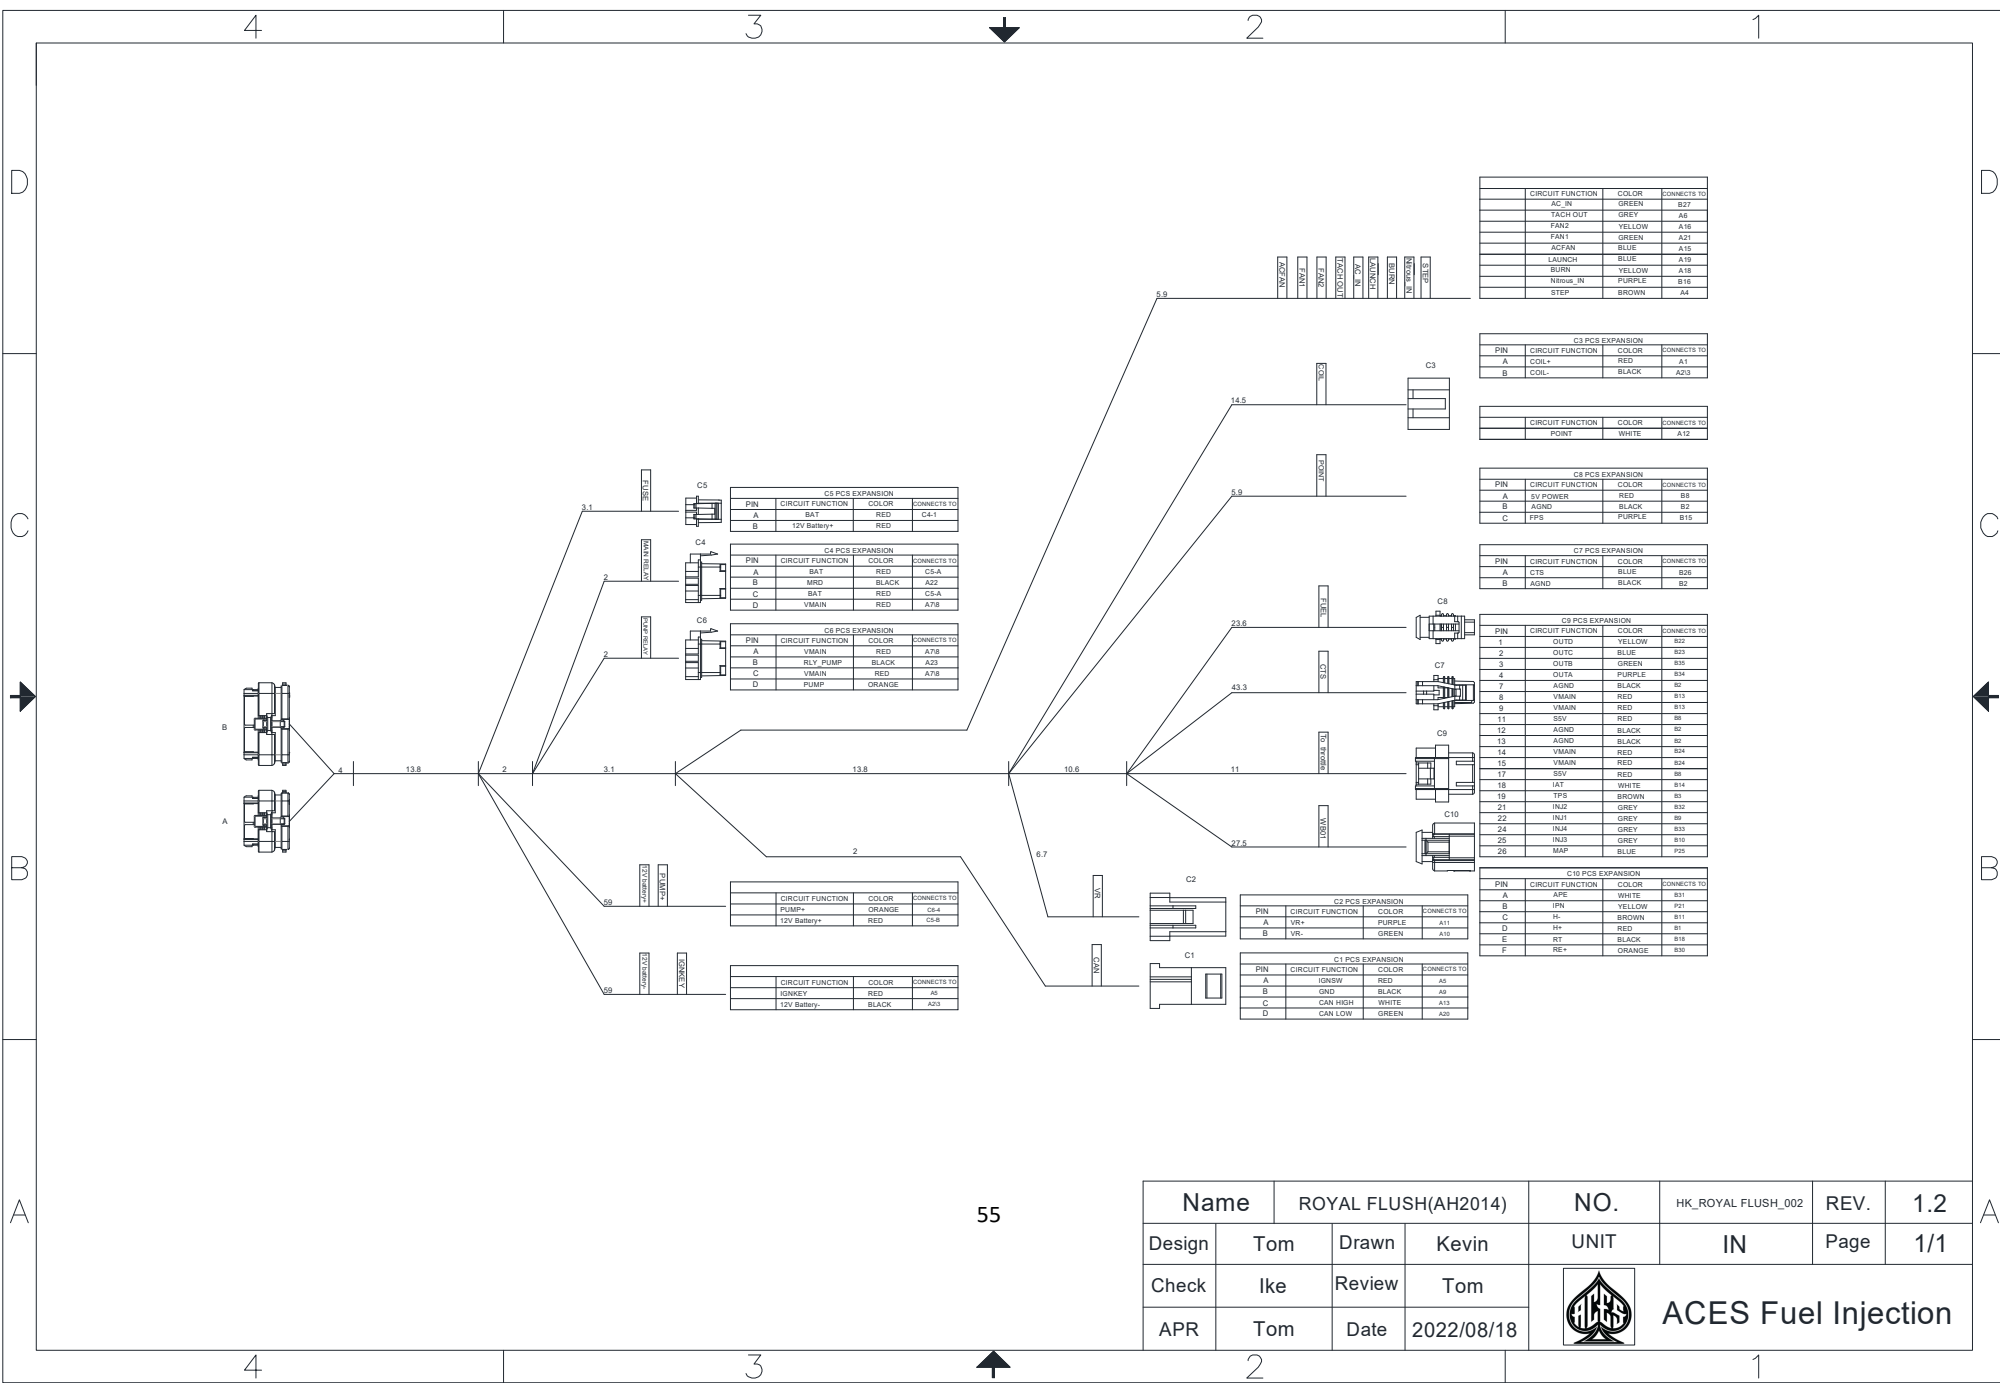 4 3 2 1
D
D
CIRCUIT FUNCTION COLOR CONNECTS TO
AC_IN GREEN B27
TACH OUT GREY A6
FAN2 YELLOW A16
FAN1 GREEN A21
ACFAN BLUE A15
LAUNCH BLUE A19
BURN YELLOW A18
Nitrous_IN PURPLE B16
STEP BROWN A4
ACFAN
FAN1
FAN2
TACH OUT
AC_IN
LAUNCH
BURN
Nitrous_IN
STEP
5.9
C3 PCS EXPANSION
PIN CIRCUIT FUNCTION COLOR CONNECTS TO
A COIL+ RED A1
B COIL- BLACK A2\3
COIL
C3
14.5
CIRCUIT FUNCTION COLOR CONNECTS TO
POINT WHITE A12
POINT
5.9
C8 PCS EXPANSION
PIN CIRCUIT FUNCTION COLOR CONNECTS TO
A 5V POWER RED B8
B AGND BLACK B2
C FPS PURPLE B15
C
C
FUSE
3.1
C5
C5 PCS EXPANSION
PIN CIRCUIT FUNCTION COLOR CONNECTS TO
A BAT RED C4-1
B 12V Battery+ RED
MAIN RELAY
2
C4
C4 PCS EXPANSION
PIN CIRCUIT FUNCTION COLOR CONNECTS TO
A BAT RED C5-A
B MRD BLACK A22
C BAT RED C5-A
D VMAIN RED A7\8
PUMP RELAY
2
C6
C6 PCS EXPANSION
PIN CIRCUIT FUNCTION COLOR CONNECTS TO
A VMAIN RED A7\8
B RLY_PUMP BLACK A23
C VMAIN RED A7\8
D PUMP ORANGE
C7 PCS EXPANSION
PIN CIRCUIT FUNCTION COLOR CONNECTS TO
A CTS BLUE B26
B AGND BLACK B2
FUEL
23.6
C8
CTS
43.3
C7
To throttle
11
C9
WB01
27.5
C10
C9 PCS EXPANSION
PIN CIRCUIT FUNCTION COLOR CONNECTS TO
1 OUTD YELLOW B22
2 OUTC BLUE B23
3 OUTB GREEN B35
4 OUTA PURPLE B34
7 AGND BLACK B2
8 VMAIN RED B13
9 VMAIN RED B13
11 S5V RED B8
12 AGND BLACK B2
13 AGND BLACK B2
14 VMAIN RED B24
15 VMAIN RED B24
17 S5V RED B8
18 IAT WHITE B14
19 TPS BROWN B3
21 INJ2 GREY B32
22 INJ1 GREY B9
24 INJ4 GREY B33
25 INJ3 GREY B10
26 MAP BLUE P25
B
A
4 13.8 2 3.1 13.8 10.6
2
6.7
B
B
C10 PCS EXPANSION
PIN CIRCUIT FUNCTION COLOR CONNECTS TO
A APE WHITE B31
B IPN YELLOW P21
C H- BROWN B11
D H+ RED B1
E RT BLACK B18
F RE+ ORANGE B30
12V battery+
PUMP+
59
CIRCUIT FUNCTION COLOR CONNECTS TO
PUMP+ ORANGE C6-4
12V Battery+ RED C5-B
VR
C2
C2 PCS EXPANSION
PIN CIRCUIT FUNCTION COLOR CONNECTS TO
A VR+ PURPLE A11
B VR- GREEN A10
12V battery-
IGNKEY
59
CIRCUIT FUNCTION COLOR CONNECTS TO
IGNKEY RED A5
12V Battery- BLACK A2\3
CAN
C1
C1 PCS EXPANSION
PIN CIRCUIT FUNCTION COLOR CONNECTS TO
A IGNSW RED A5
B GND BLACK A9
C CAN HIGH WHITE A13
D CAN LOW GREEN A20
A
A
55
Name ROYAL FLUSH(AH2014) NO. HK_ROYAL FLUSH_002 REV. 1.2
Design Tom Drawn Kevin UNIT IN Page 1/1
Check Ike Review Tom
ACES
ACES Fuel Injection
APR Tom Date 2022/08/18
4 3 2 1